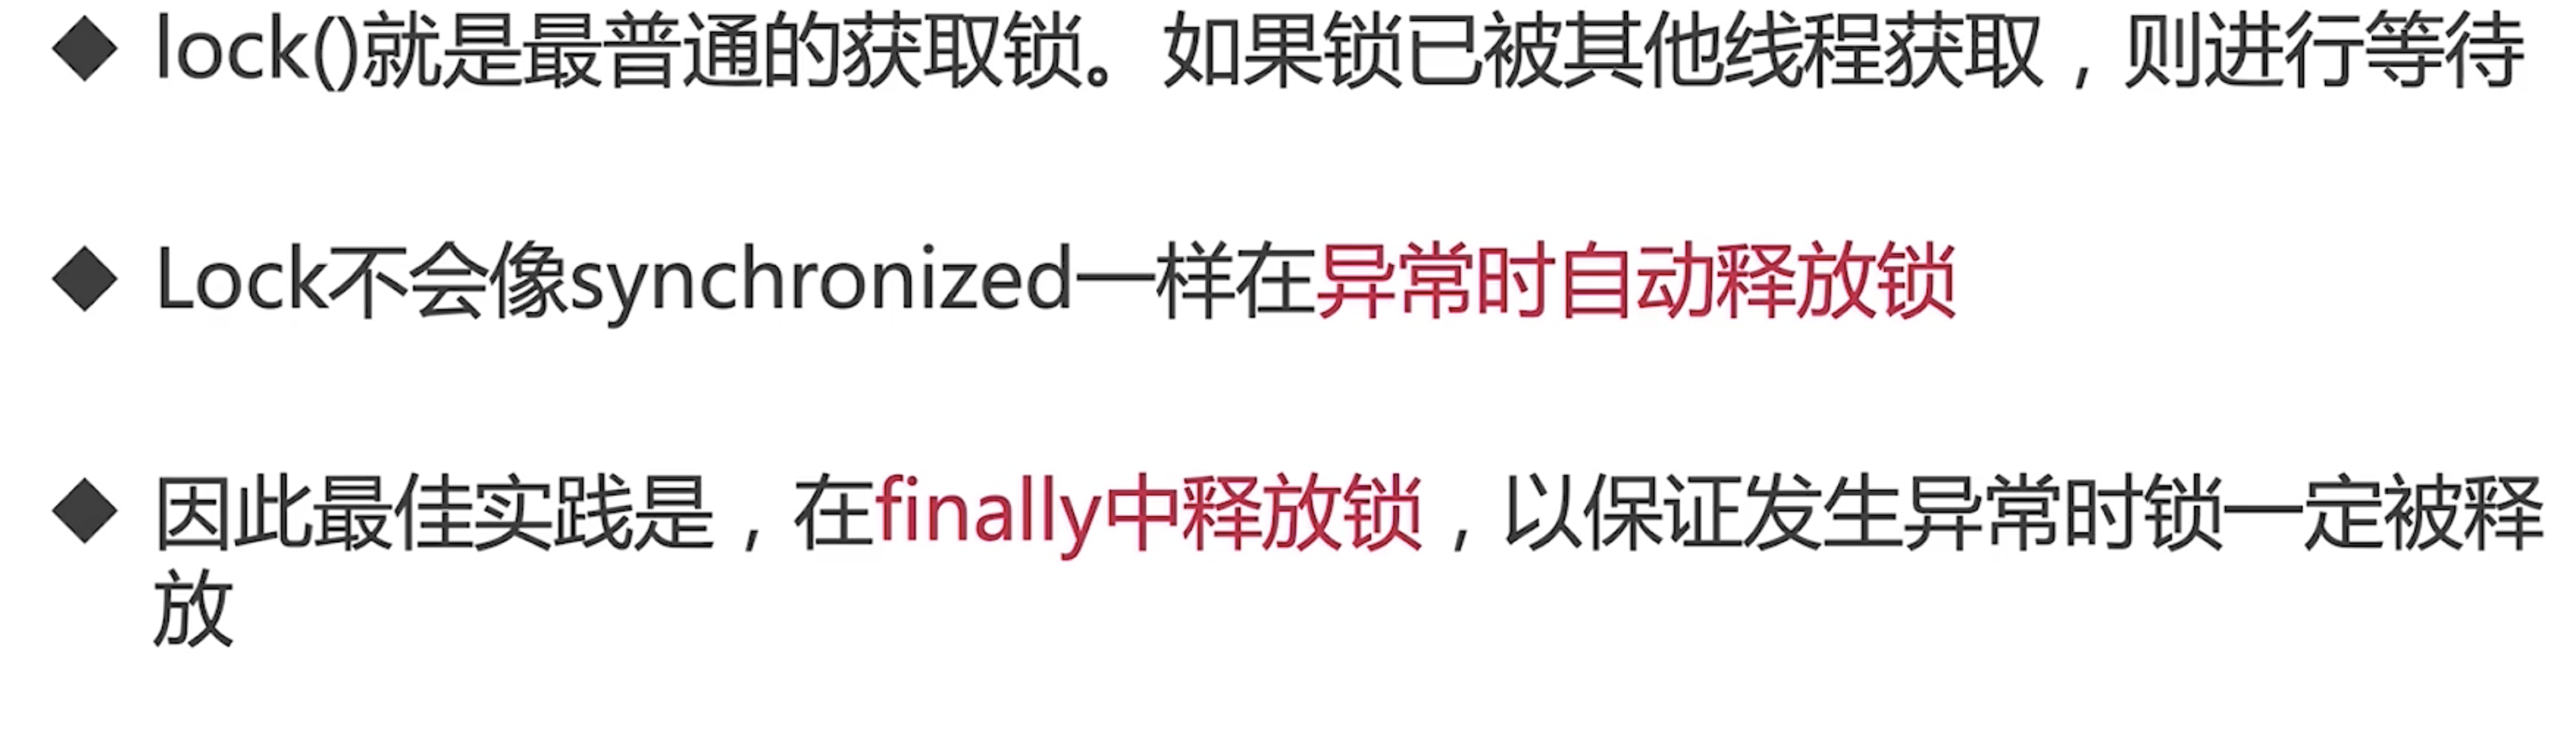 ◆ lock()就是最普通的获取锁。如果锁已被其他线程获取，则进行等待
◆ Lock不会像synchronized一样在异常时自动释放锁
◆ 因此最佳实践是，在finally中释放锁，以保证发生异常时锁一定被释
放